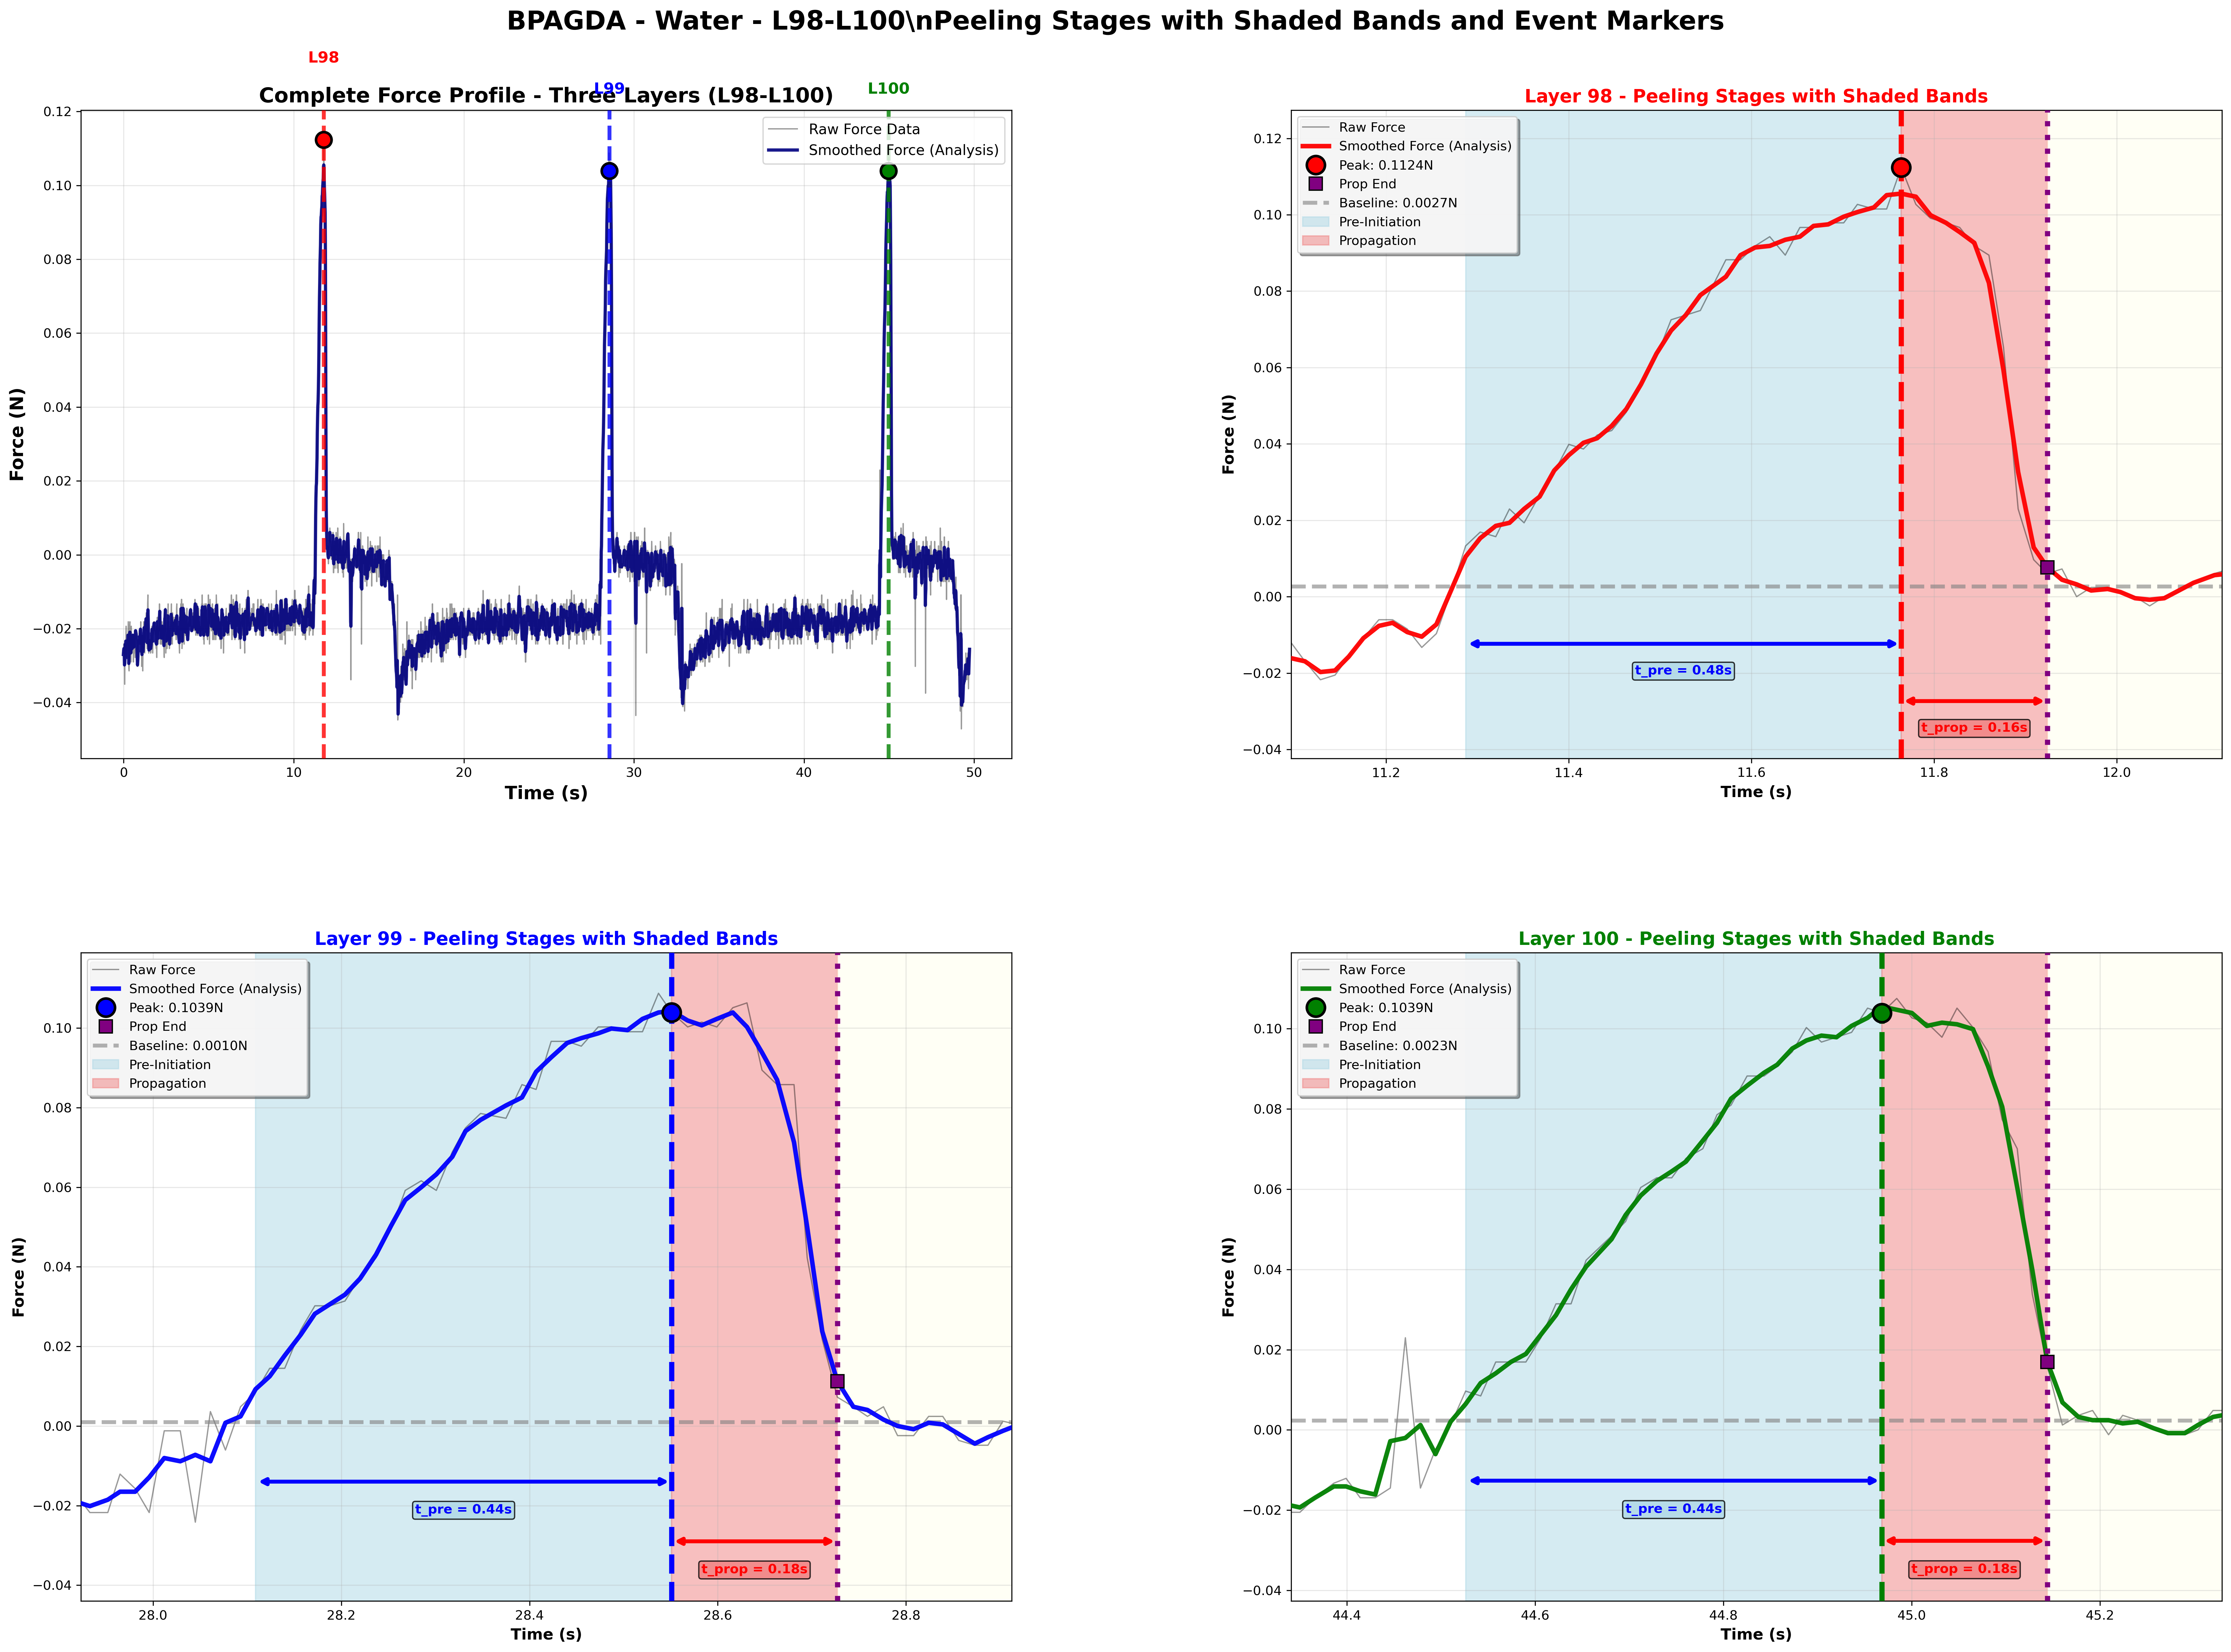 BPAGDA - Water - L98-L100\nPeeling Stages with Shaded Bands and Event Markers
L98
L99
L100
Complete Force Profile - Three Layers (L98-L100)
Raw Force Data
Smoothed Force (Analysis)
0.12
0.10
0.08
0.06
0.04
0.02
0.00
−0.02
−0.04
Force (N)
0
10
20
30
40
50
Time (s)
Layer 98 - Peeling Stages with Shaded Bands
Raw Force
Smoothed Force (Analysis)
Peak: 0.1124N
Prop End
Baseline: 0.0027N
Pre-Initiation
Propagation
0.12
0.10
0.08
0.06
0.04
0.02
0.00
−0.02
−0.04
Force (N)
t_pre = 0.48s
t_prop = 0.16s
11.2
11.4
11.6
11.8
12.0
Time (s)
Layer 99 - Peeling Stages with Shaded Bands
Raw Force
Smoothed Force (Analysis)
Peak: 0.1039N
Prop End
Baseline: 0.0010N
Pre-Initiation
Propagation
0.10
0.08
0.06
0.04
0.02
0.00
−0.02
−0.04
Force (N)
t_pre = 0.44s
t_prop = 0.18s
28.0
28.2
28.4
28.6
28.8
Time (s)
Layer 100 - Peeling Stages with Shaded Bands
Raw Force
Smoothed Force (Analysis)
Peak: 0.1039N
Prop End
Baseline: 0.0023N
Pre-Initiation
Propagation
0.10
0.08
0.06
0.04
0.02
0.00
−0.02
−0.04
Force (N)
t_pre = 0.44s
t_prop = 0.18s
44.4
44.6
44.8
45.0
45.2
Time (s)